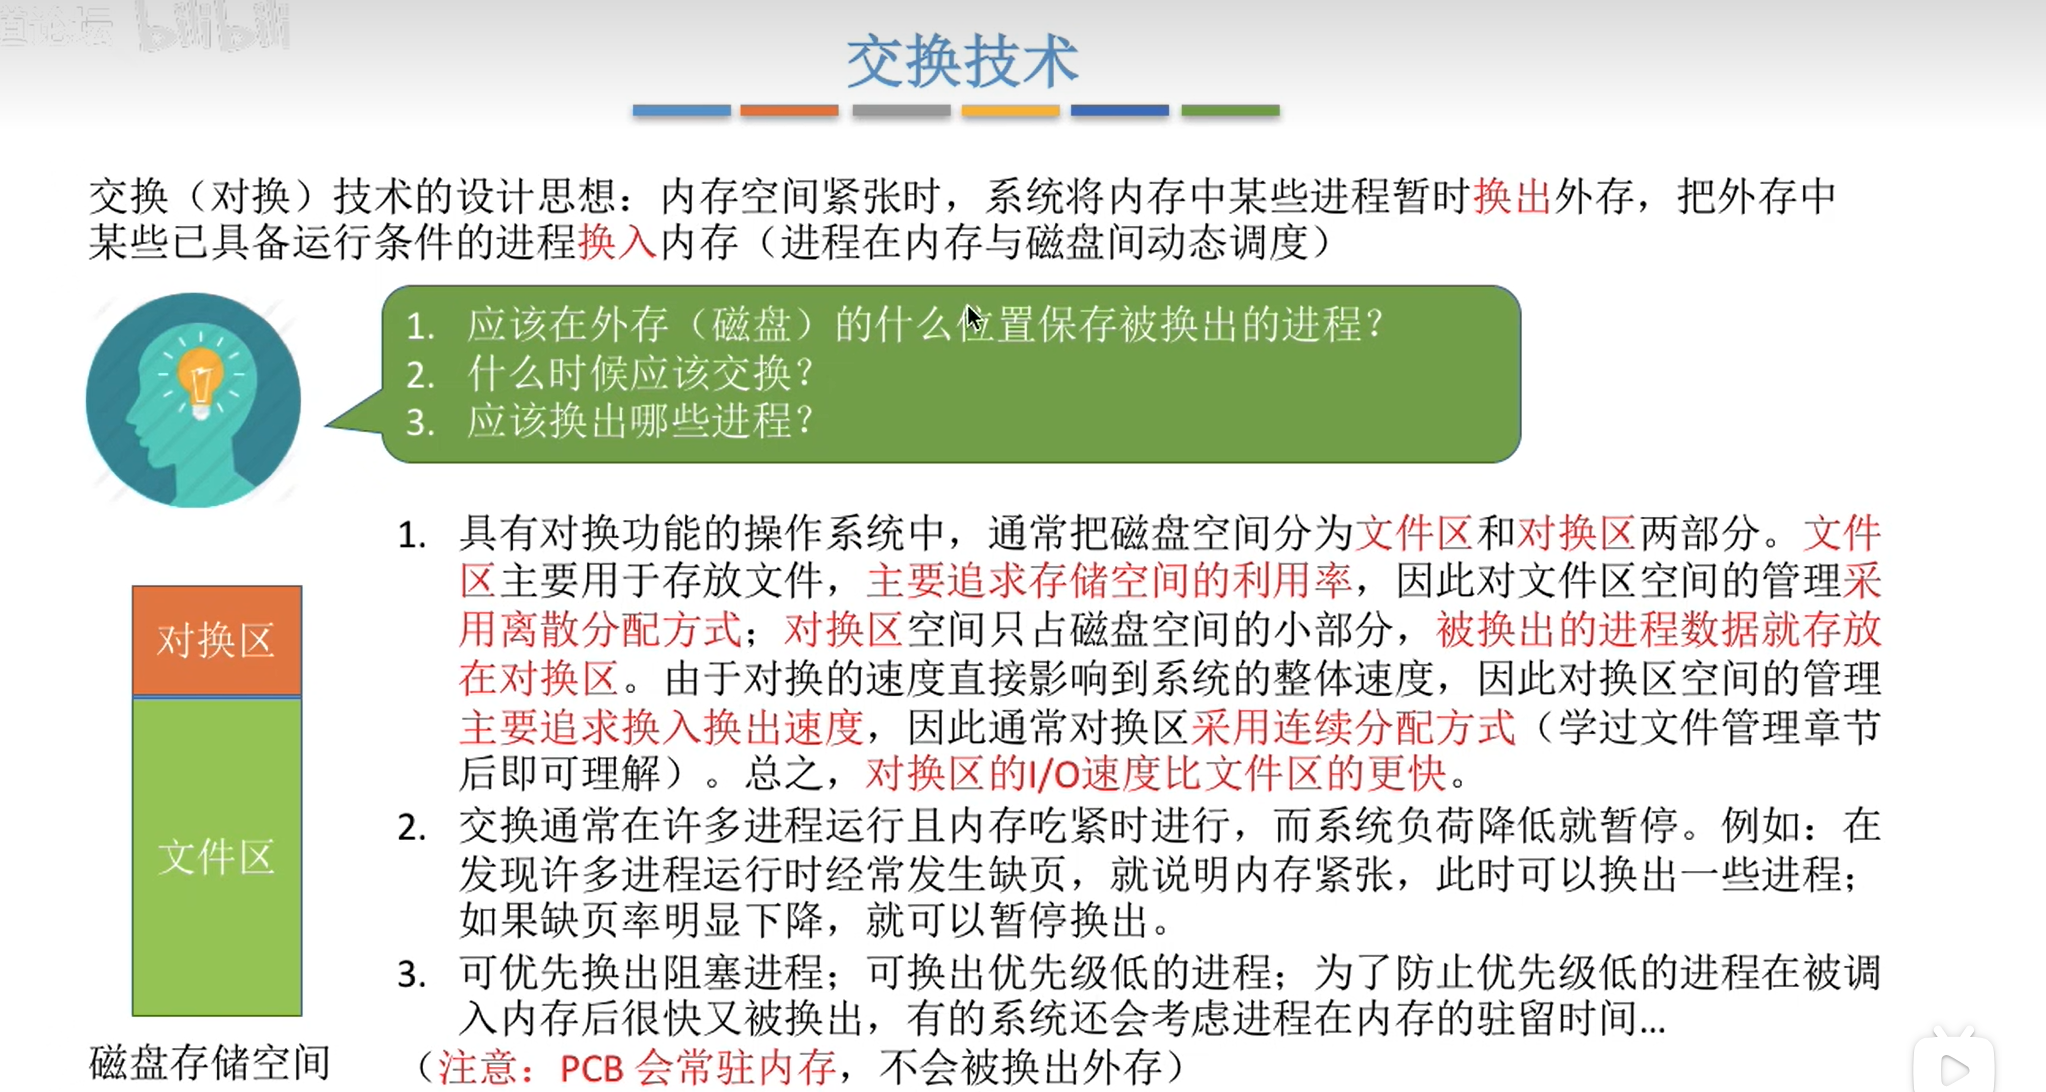 道论坛 bilibili
交换技术
交换（对换）技术的设计思想：内存空间紧张时，系统将内存中某些进程暂时换出外存，把外存中
某些已具备运行条件的进程换入内存（进程在内存与磁盘间动态调度）
1. 应该在外存（磁盘）的什么位置保存被换出的进程？
2. 什么时候应该交换？
3. 应该换出哪些进程？
1. 具有对换功能的操作系统中，通常把磁盘空间分为文件区和对换区两部分。文件
区主要用于存放文件，主要追求存储空间的利用率，因此对文件区空间的管理采
用离散分配方式；对换区空间只占磁盘空间的小部分，被换出的进程数据就存放
在对换区。由于对换的速度直接影响到系统的整体速度，因此对换区空间的管理
主要追求换入换出速度，因此通常对换区采用连续分配方式（学过文件管理章节
后即可理解）。总之，对换区的I/O速度比文件区的更快。
2. 交换通常在许多进程运行且内存吃紧时进行，而系统负荷降低就暂停。例如：在
发现许多进程运行时经常发生缺页，就说明内存紧张，此时可以换出一些进程；
如果缺页率明显下降，就可以暂停换出。
3. 可优先换出阻塞进程；可换出优先级低的进程；为了防止优先级低的进程在被调
入内存后很快又被换出，有的系统还会考虑进程在内存的驻留时间…
（注意：PCB 会常驻内存，不会被换出外存）
对换区
文件区
磁盘存储空间